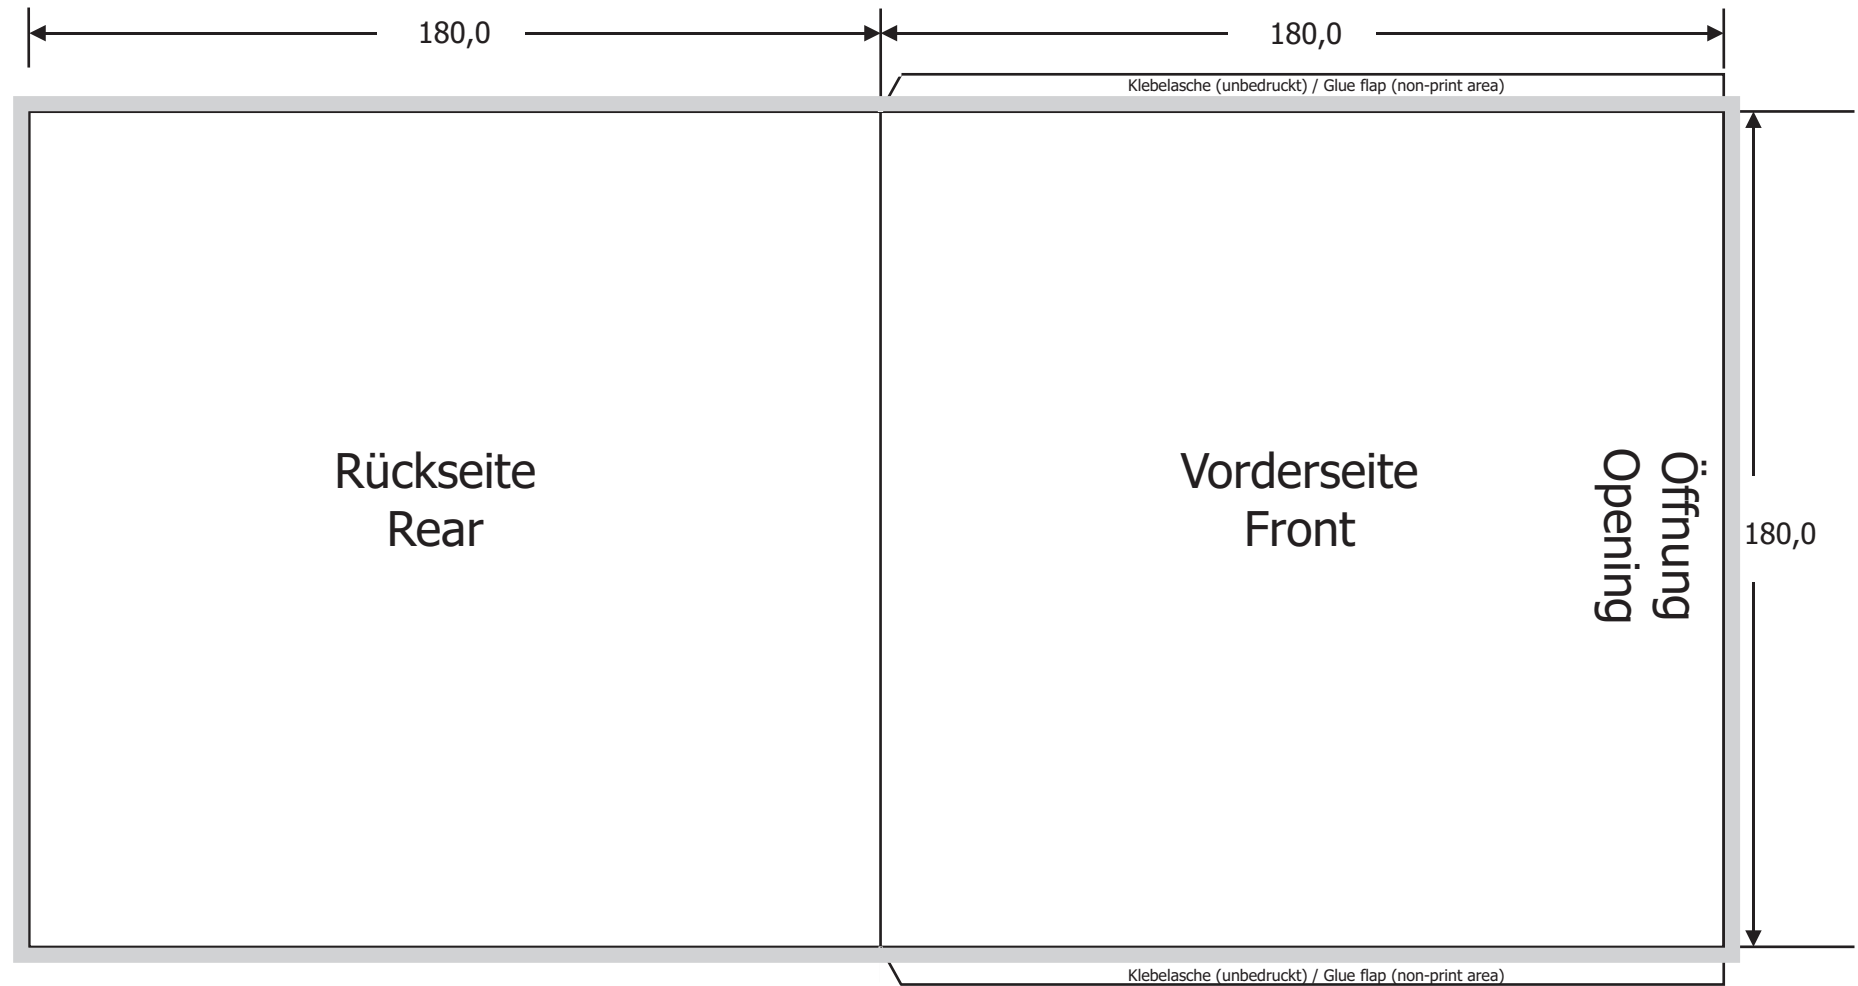 180,0
180,0
Klebelasche (unbedruckt) / Glue flap (non-print area)
Rückseite
Rear
Vorderseite
Front
Öffnung
Opening
180,0
Klebelasche (unbedruckt) / Glue flap (non-print area)